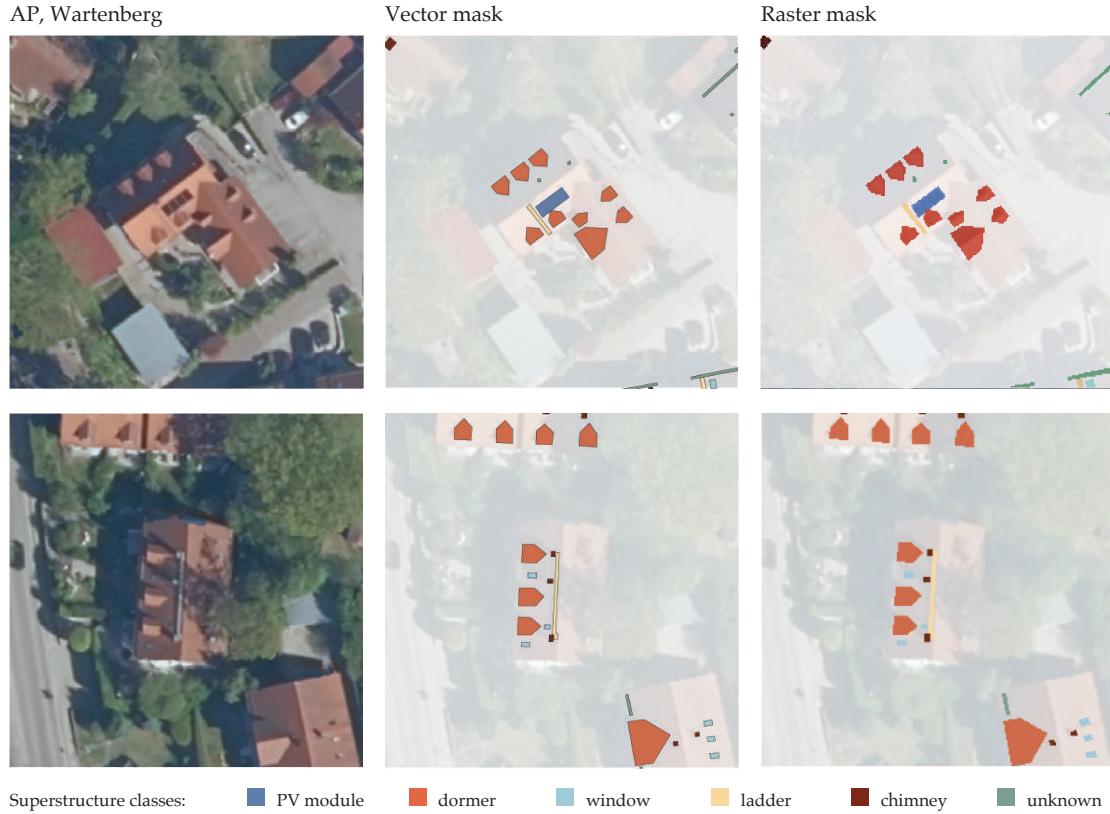 AP, Wartenberg
Vector mask
Raster mask
Superstructure classes: PV module dormer window ladder chimney unknown